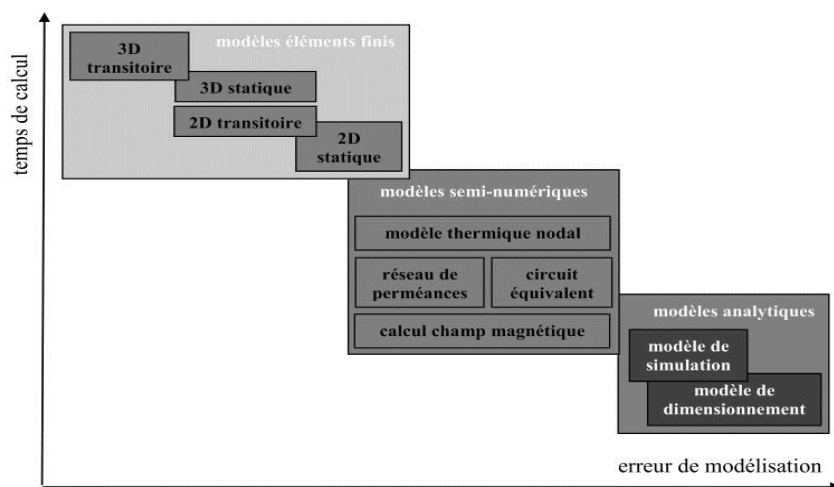 temps de calcul
modèles éléments finis
3D
transitoire
3D statique
2D transitoire
2D
statique
modèles semi-numériques
modèle thermique nodal
réseau de
perméances
circuit
équivalent
calcul champ magnétique
modèles analytiques
modèle de
simulation
modèle de
dimensionnement
erreur de modélisation